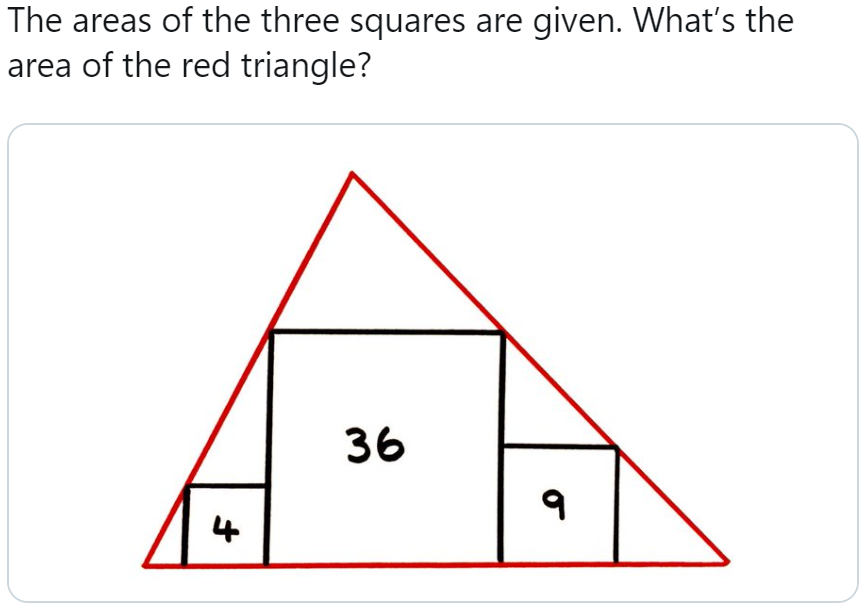 The areas of the three squares are given. What’s the
area of the red triangle?
36
4
9